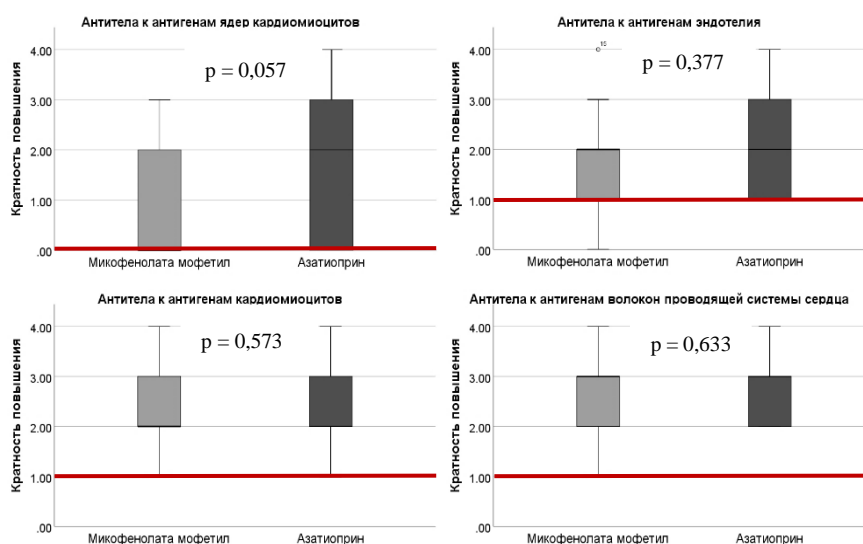 Антитела к антигенам ядер кардиомиоцитов
Кратность повышения
4.00
3.00
2.00
1.00
.00
p = 0,057
Микофенолата мофетил
Азатиоприн
Антитела к антигенам эндотелия
Кратность повышения
4.00
3.00
2.00
1.00
.00
15
p = 0,377
Микофенолата мофетил
Азатиоприн
Антитела к антигенам кардиомиоцитов
Кратность повышения
4.00
3.00
2.00
1.00
.00
p = 0,573
Микофенолата мофетил
Азатиоприн
Антитела к антигенам волокон проводящей системы сердца
Кратность повышения
4.00
3.00
2.00
1.00
.00
p = 0,633
Микофенолата мофетил
Азатиоприн